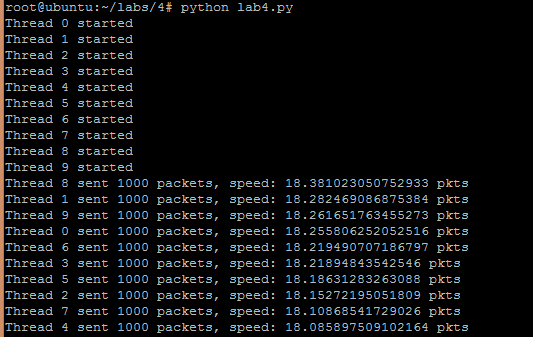 root@ubuntu:~/labs/4# python lab4.py
Thread 0 started
Thread 1 started
Thread 2 started
Thread 3 started
Thread 4 started
Thread 5 started
Thread 6 started
Thread 7 started
Thread 8 started
Thread 9 started
Thread 8 sent 1000 packets, speed: 18.381023050752933 pkts
Thread 1 sent 1000 packets, speed: 18.282469086875384 pkts
Thread 9 sent 1000 packets, speed: 18.261651763455273 pkts
Thread 0 sent 1000 packets, speed: 18.255806252052516 pkts
Thread 6 sent 1000 packets, speed: 18.219490707186797 pkts
Thread 3 sent 1000 packets, speed: 18.21894843542546 pkts
Thread 5 sent 1000 packets, speed: 18.18631283263088 pkts
Thread 2 sent 1000 packets, speed: 18.15272195051809 pkts
Thread 7 sent 1000 packets, speed: 18.10868541729026 pkts
Thread 4 sent 1000 packets, speed: 18.085897509102164 pkts